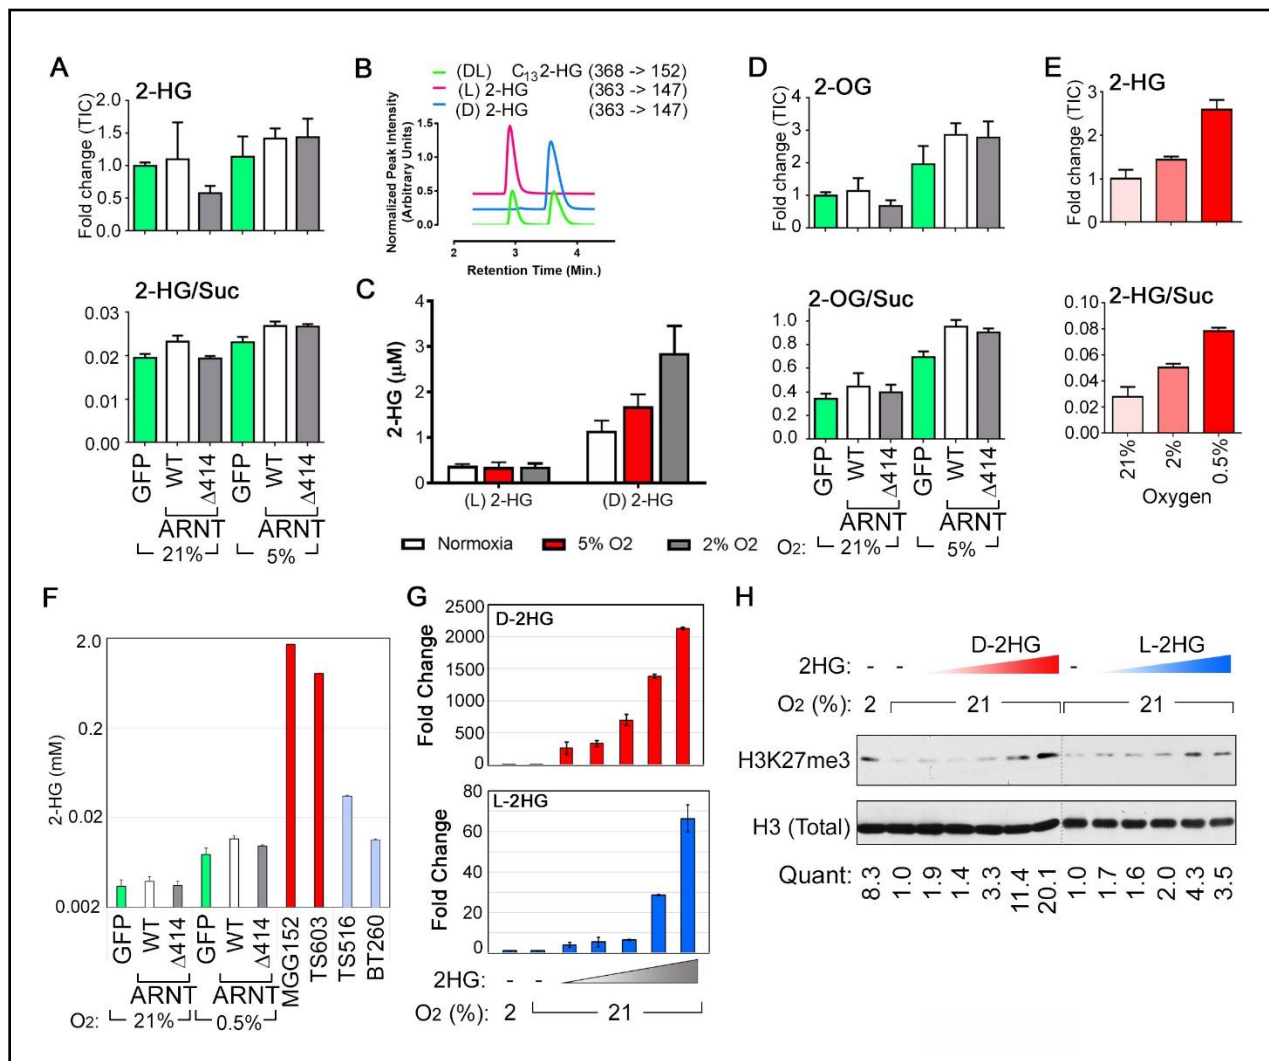 A
2-HG
Fold change (TIC)
2.0
1.5
1.0
0.5
0.0
2-HG/Suc
0.03
0.02
0.01
0.00
GFP
WT
Δ414
GFP
WT
Δ414
ARNT
ARNT
21%
5%
B
(DL) C13 2-HG (368 -> 152)
(L) 2-HG (363 -> 147)
(D) 2-HG (363 -> 147)
Normalized Peak Intensity
(Arbitrary Units)
1.5
1.0
0.5
0.0
2 3 4
Retention Time (Min.)
C
2-HG (μM)
4
3
2
1
0
(L) 2-HG (D) 2-HG
Normoxia 5% O2 2% O2
D
2-OG
Fold change (TIC)
4
3
2
1
0
2-OG/Suc
1.0
0.8
0.6
0.4
0.2
0.0
GFP
WT
Δ414
GFP
WT
Δ414
ARNT
ARNT
O2: 21% 5%
E
2-HG
Fold change (TIC)
3
2
1
0
2-HG/Suc
0.10
0.08
0.06
0.04
0.02
0.00
21%
2%
0.5%
Oxygen
F
2-HG (mM)
2.0
0.2
0.02
0.002
GFP
WT
Δ414
GFP
WT
Δ414
MGG152
TS603
TS516
BT260
ARNT
ARNT
O2: 21% 0.5%
G
D-2HG
Fold Change
2500
2000
1500
1000
500
0
L-2HG
Fold Change
80
60
40
20
0
2HG: - -
O2 (%): 2 21
H
D-2HG L-2HG
2HG: - - -
O2 (%): 2 21 21
H3K27me3
H3 (Total)
Quant: 8.3 1.0 1.9 1.4 3.3 11.4 20.1 1.0 1.7 1.6 2.0 4.3 3.5